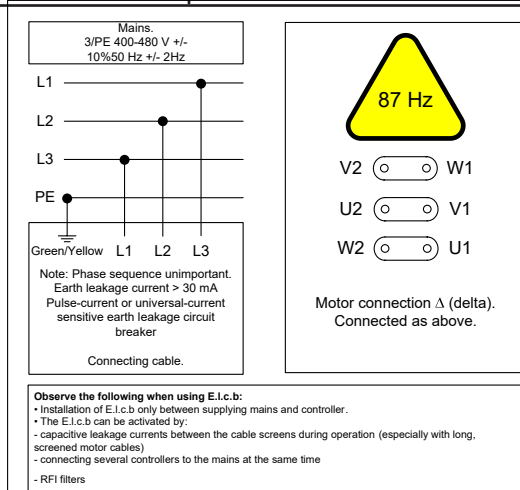 Mains.
3/PE 400-480 V +/-
10%50 Hz +/- 2Hz
L1
L2
L3
PE
Green/Yellow L1 L2 L3
Note: Phase sequence unimportant.
Earth leakage current > 30 mA
Pulse-current or universal-current
sensitive earth leakage circuit
breaker
Connecting cable.
87 Hz
V2 W1
U2 V1
W2 U1
Motor connection Δ (delta).
Connected as above.
Observe the following when using E.l.c.b:
• Installation of E.l.c.b only between supplying mains and controller.
• The E.l.c.b can be activated by:
- capacitive leakage currents between the cable screens during operation (especially with long,
screened motor cables)
- connecting several controllers to the mains at the same time
- RFI filters